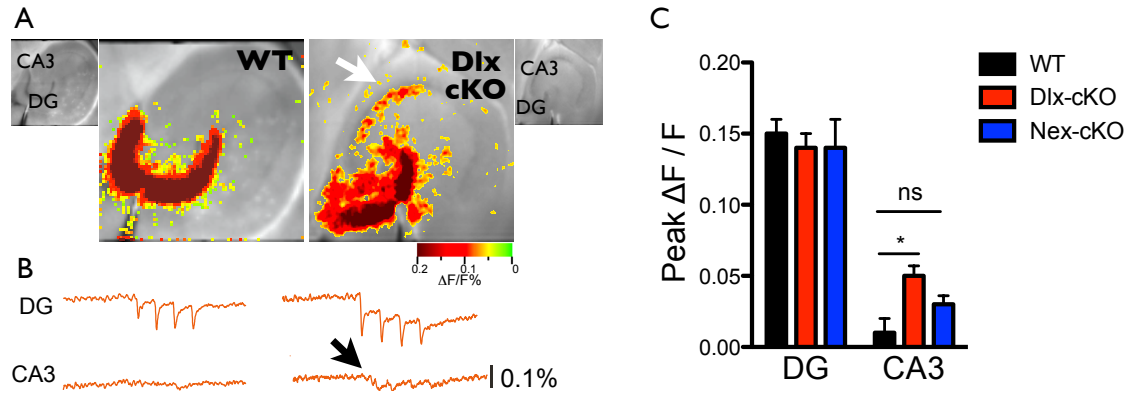 A
CA3
DG
WT
Dlx
cKO
CA3
DG
0.2
0.1
0
ΔF/F%
B
DG
CA3
0.1%
C
WT
Dlx-cKO
Nex-cKO
Peak ΔF / F
0.20
0.15
0.10
0.05
0.00
ns
*
DG
CA3